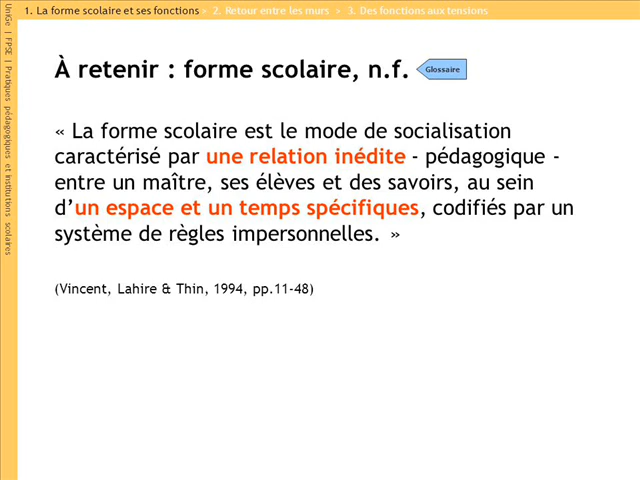 1. La forme scolaire et ses fonctions > 2. Retour entre les murs > 3. Des fonctions aux tensions
UniGe | FPSE | Pratiques pédagogiques et institutions scolaires
À retenir : forme scolaire, n.f.
Glossaire
« La forme scolaire est le mode de socialisation
caractérisé par une relation inédite - pédagogique -
entre un maître, ses élèves et des savoirs, au sein
d’un espace et un temps spécifiques, codifiés par un
système de règles impersonnelles. »
(Vincent, Lahire & Thin, 1994, pp.11-48)